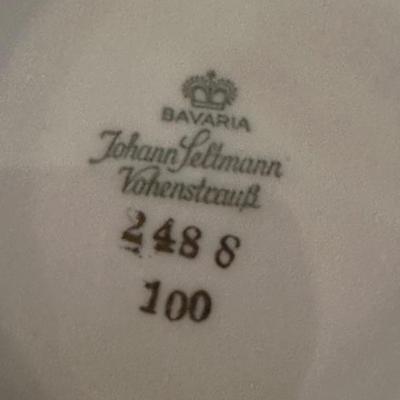 BAVARIA
Johann Seltmann
Vohenstrauß
248 8
100